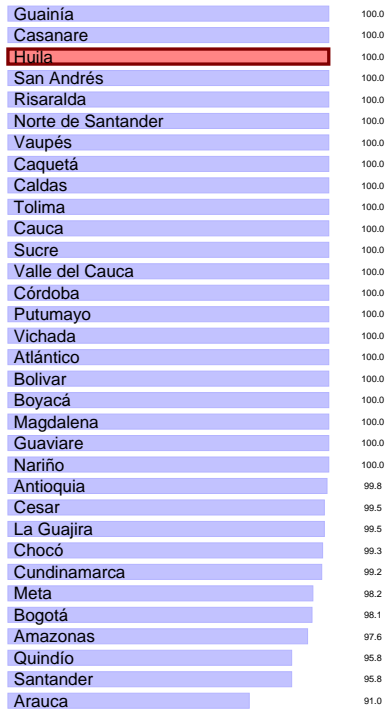 Guainía 100.0
Casanare 100.0
Huila 100.0
San Andrés 100.0
Risaralda 100.0
Norte de Santander 100.0
Vaupés 100.0
Caquetá 100.0
Caldas 100.0
Tolima 100.0
Cauca 100.0
Sucre 100.0
Valle del Cauca 100.0
Córdoba 100.0
Putumayo 100.0
Vichada 100.0
Atlántico 100.0
Bolivar 100.0
Boyacá 100.0
Magdalena 100.0
Guaviare 100.0
Nariño 100.0
Antioquia 99.8
Cesar 99.5
La Guajira 99.5
Chocó 99.3
Cundinamarca 99.2
Meta 98.2
Bogotá 98.1
Amazonas 97.6
Quindío 95.8
Santander 95.8
Arauca 91.0